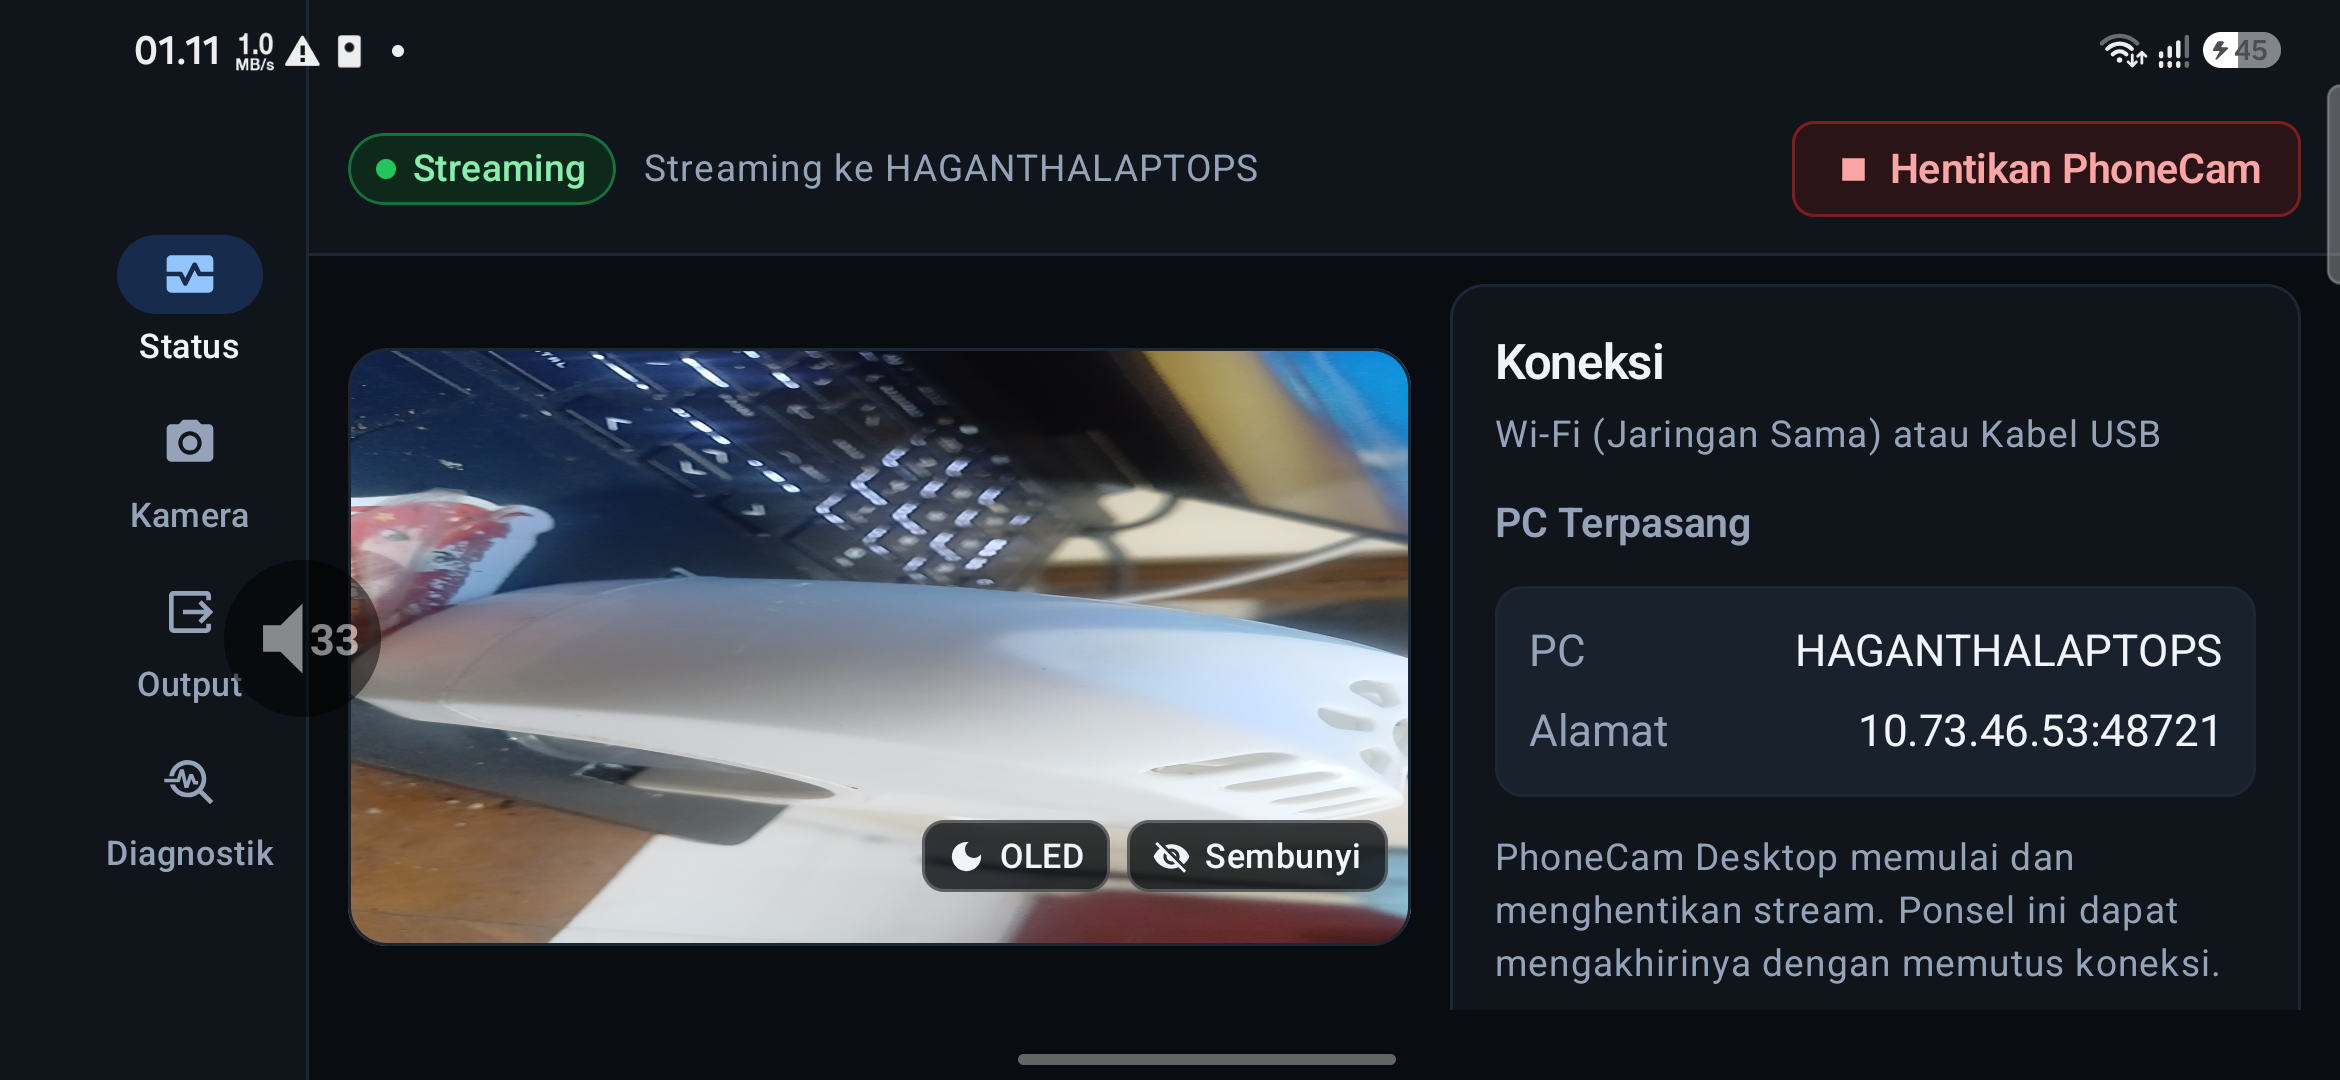 01.11 1.0 MB/s
45
Streaming
Streaming ke HAGANTHALAPTOPS
Hentikan PhoneCam
Status
Kamera
Output
Diagnostik
33
OLED
Sembunyi
Koneksi
Wi-Fi (Jaringan Sama) atau Kabel USB
PC Terpasang
PC HAGANTHALAPTOPS
Alamat 10.73.46.53:48721
PhoneCam Desktop memulai dan
menghentikan stream. Ponsel ini dapat
mengakhirinya dengan memutus koneksi.